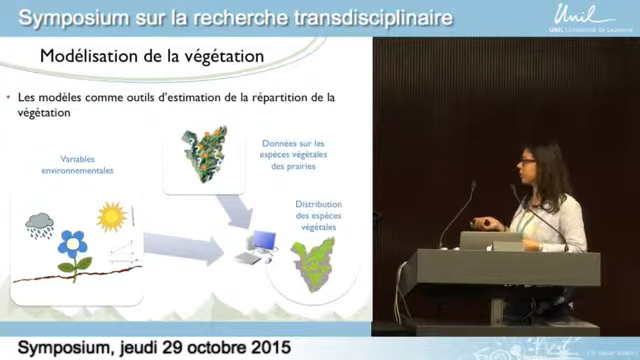 Symposium sur la recherche transdisciplinaire
Unil
UNIL | Université de Lausanne
Modélisation de la végétation
• Les modèles comme outils d'estimation de la répartition de la
végétation
Variables
environnementales
Données sur les
espèces végétales
des prairies
Distribution
des espèces
végétales
Symposium, jeudi 29 octobre 2015